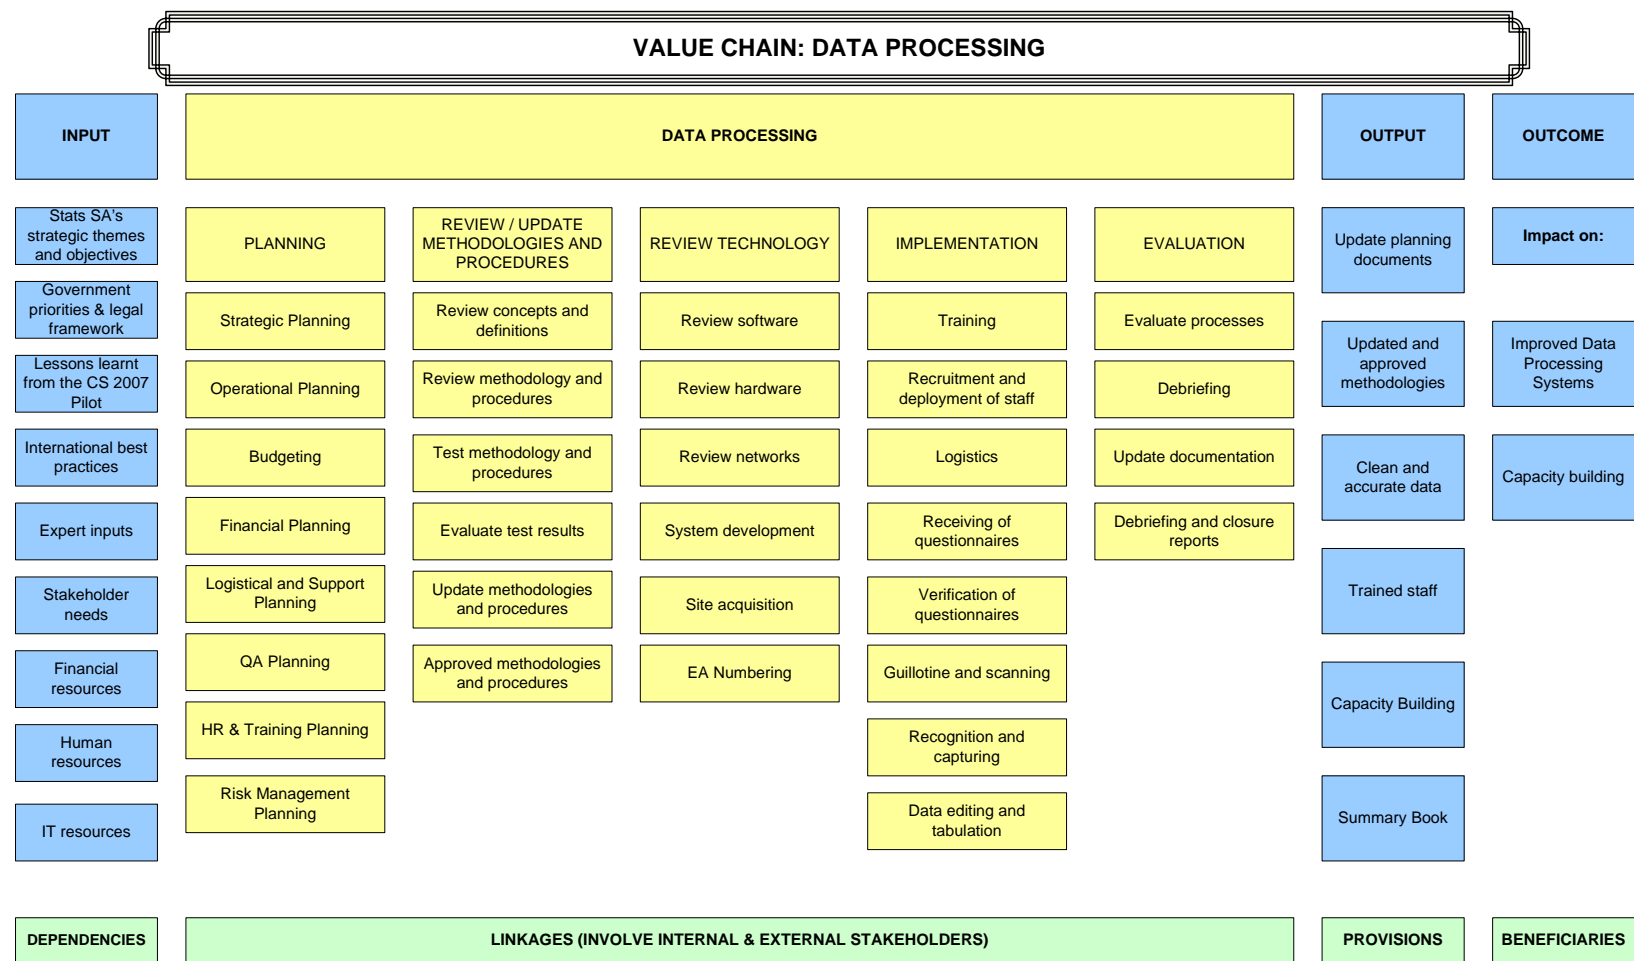 VALUE CHAIN: DATA PROCESSING
INPUT
DATA PROCESSING
OUTPUT
OUTCOME
Stats SA’s
strategic themes
and objectives
Government
priorities & legal
framework
Lessons learnt
from the CS 2007
Pilot
International best
practices
Expert inputs
Stakeholder
needs
Financial
resources
Human
resources
IT resources
PLANNING
Strategic Planning
Operational Planning
Budgeting
Financial Planning
Logistical and Support
Planning
QA Planning
HR & Training Planning
Risk Management
Planning
REVIEW / UPDATE
METHODOLOGIES AND
PROCEDURES
Review concepts and
definitions
Review methodology and
procedures
Test methodology and
procedures
Evaluate test results
Update methodologies
and procedures
Approved methodologies
and procedures
REVIEW TECHNOLOGY
Review software
Review hardware
Review networks
System development
Site acquisition
EA Numbering
IMPLEMENTATION
Training
Recruitment and
deployment of staff
Logistics
Receiving of
questionnaires
Verification of
questionnaires
Guillotine and scanning
Recognition and
capturing
Data editing and
tabulation
EVALUATION
Evaluate processes
Debriefing
Update documentation
Debriefing and closure
reports
Update planning
documents
Updated and
approved
methodologies
Clean and
accurate data
Trained staff
Capacity Building
Summary Book
Impact on:
Improved Data
Processing
Systems
Capacity building
DEPENDENCIES
LINKAGES (INVOLVE INTERNAL & EXTERNAL STAKEHOLDERS)
PROVISIONS
BENEFICIARIES